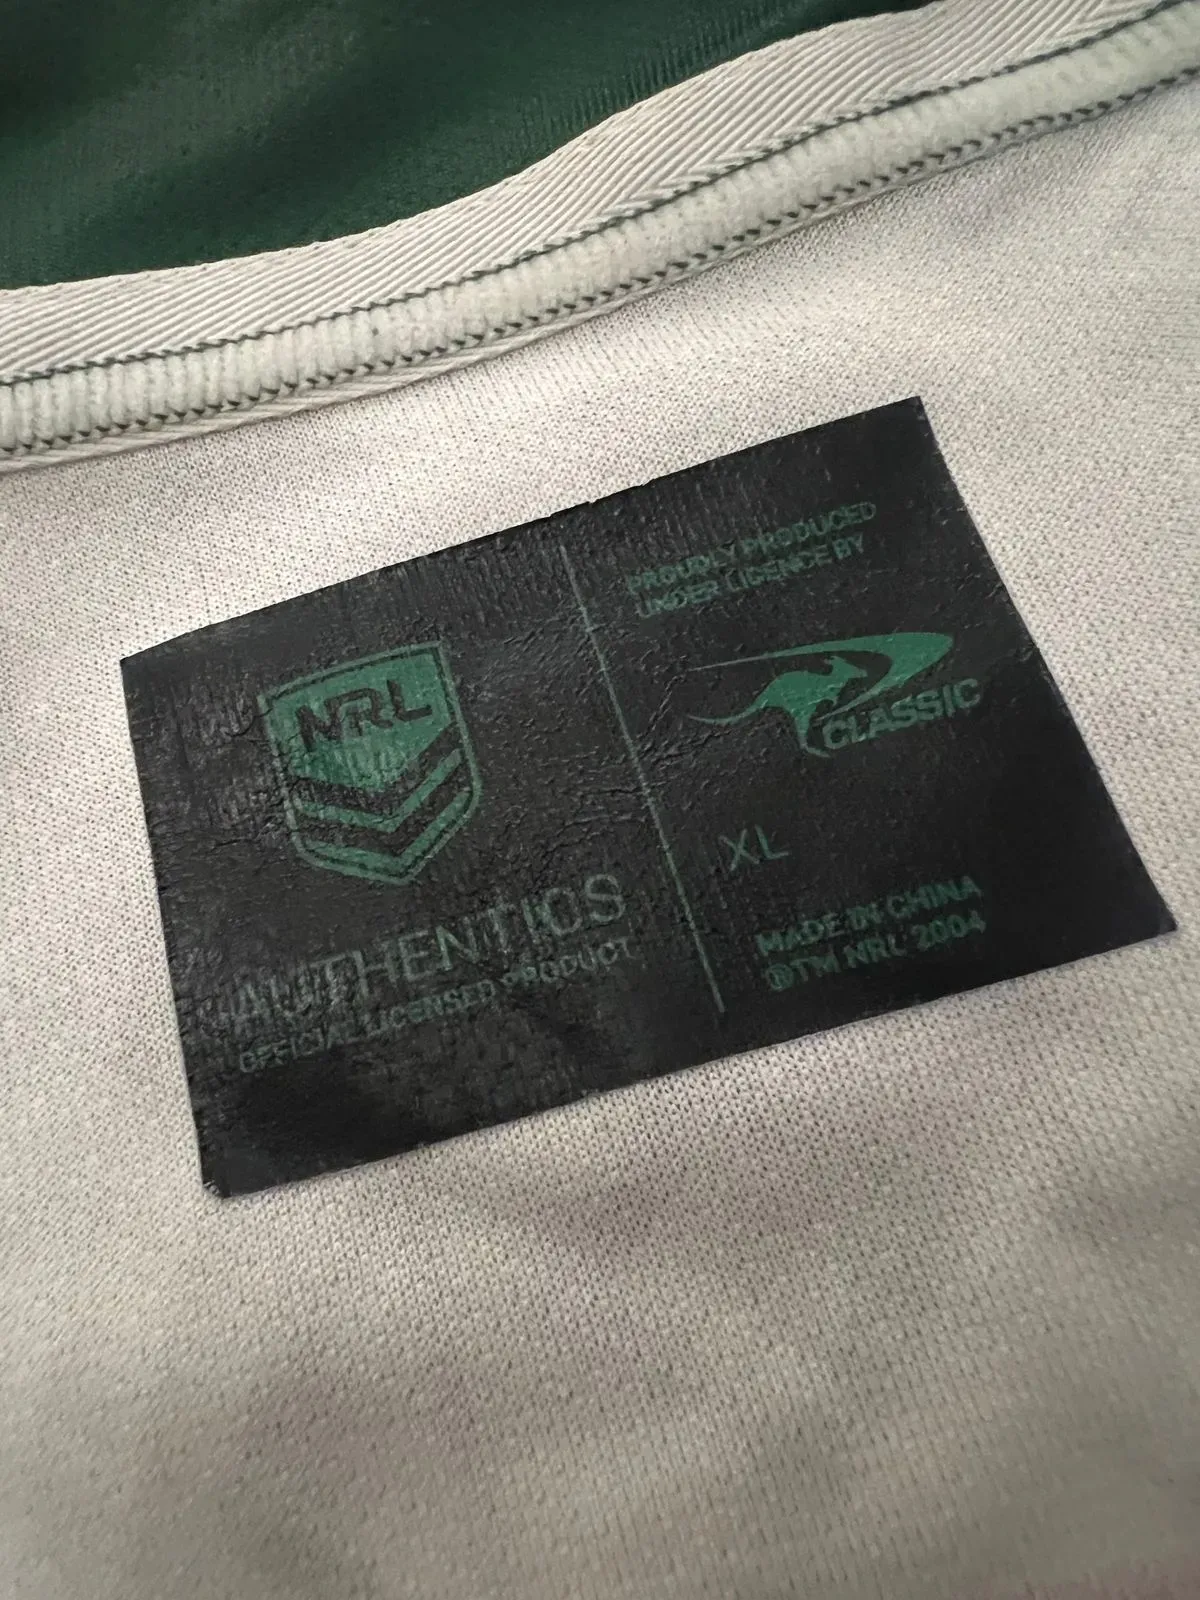 NRL
AUTHENTICS
OFFICIAL LICENSED PRODUCT
PROUDLY PRODUCED
UNDER LICENCE BY
CLASSIC
XL
MADE IN CHINA
®TM NRL 2004